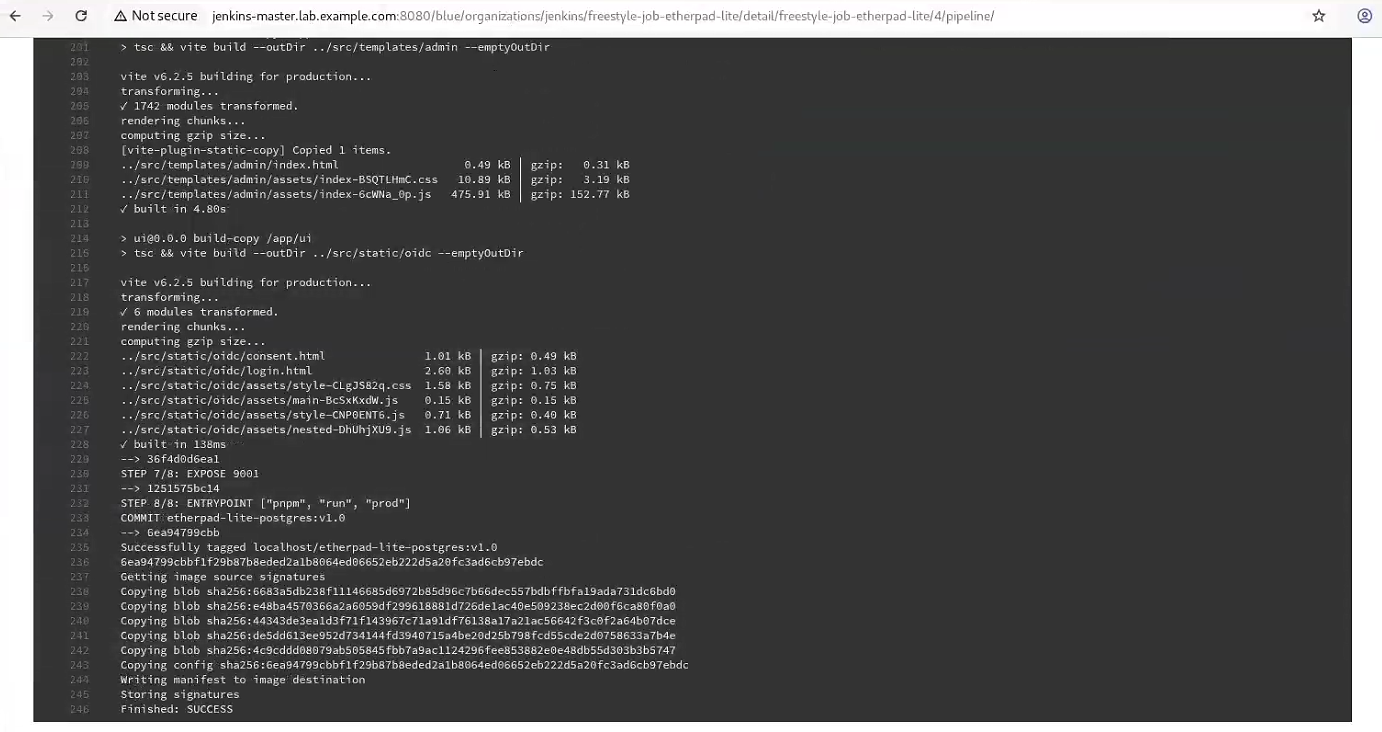 Not secure jenkins-master.lab.example.com:8080/blue/organizations/jenkins/freestyle-job-etherpad-lite/detail/freestyle-job-etherpad-lite/4/pipeline/
201 > tsc && vite build --outDir ../src/templates/admin --emptyOutDir
202
203 vite v6.2.5 building for production...
204 transforming...
205 ✓ 1742 modules transformed.
206 rendering chunks...
207 computing gzip size...
208 [vite-plugin-static-copy] Copied 1 items.
209 ../src/templates/admin/index.html 0.49 kB │ gzip: 0.31 kB
210 ../src/templates/admin/assets/index-BSQTLHmC.css 10.89 kB │ gzip: 3.19 kB
211 ../src/templates/admin/assets/index-6cWNa_0p.js 475.91 kB │ gzip: 152.77 kB
212 ✓ built in 4.80s
213
214 > ui@0.0.0 build-copy /app/ui
215 > tsc && vite build --outDir ../src/static/oidc --emptyOutDir
216
217 vite v6.2.5 building for production...
218 transforming...
219 ✓ 6 modules transformed.
220 rendering chunks...
221 computing gzip size...
222 ../src/static/oidc/consent.html 1.01 kB │ gzip: 0.49 kB
223 ../src/static/oidc/login.html 2.60 kB │ gzip: 1.03 kB
224 ../src/static/oidc/assets/style-CLgJS82q.css 1.58 kB │ gzip: 0.75 kB
225 ../src/static/oidc/assets/main-BcSxKxdW.js 0.15 kB │ gzip: 0.15 kB
226 ../src/static/oidc/assets/style-CNP0ENT6.js 0.71 kB │ gzip: 0.40 kB
227 ../src/static/oidc/assets/nested-DhUhjXU9.js 1.06 kB │ gzip: 0.53 kB
228 ✓ built in 138ms
229 --> 36f4d0d6ea1
230 STEP 7/8: EXPOSE 9001
231 --> 1251575bc14
232 STEP 8/8: ENTRYPOINT ["pnpm", "run", "prod"]
233 COMMIT etherpad-lite-postgres:v1.0
234 --> 6ea94799cbb
235 Successfully tagged localhost/etherpad-lite-postgres:v1.0
236 6ea94799cbbf1f29b87b8eded2a1b8064ed06652eb222d5a20fc3ad6cb97ebdc
237 Getting image source signatures
238 Copying blob sha256:6683a5db238f11146685d6972b85d96c7b66dec557bdbffbfa19ada731dc6bd0
239 Copying blob sha256:e48ba4570366a2a6059df299618881d726de1ac40e509238ec2d00f6ca80f0a0
240 Copying blob sha256:44343de3ea1d3f71f143967c71a91df76138a17a21ac56642f3c0f2a64b07dce
241 Copying blob sha256:de5dd613ee952d734144fd3940715a4be20d25b798fcd55cde2d0758633a7b4e
242 Copying blob sha256:4c9cddd08079ab505845fbb7a9ac1124296fee853882e0e48db55d303b3b5747
243 Copying config sha256:6ea94799cbbf1f29b87b8eded2a1b8064ed06652eb222d5a20fc3ad6cb97ebdc
244 Writing manifest to image destination
245 Storing signatures
246 Finished: SUCCESS